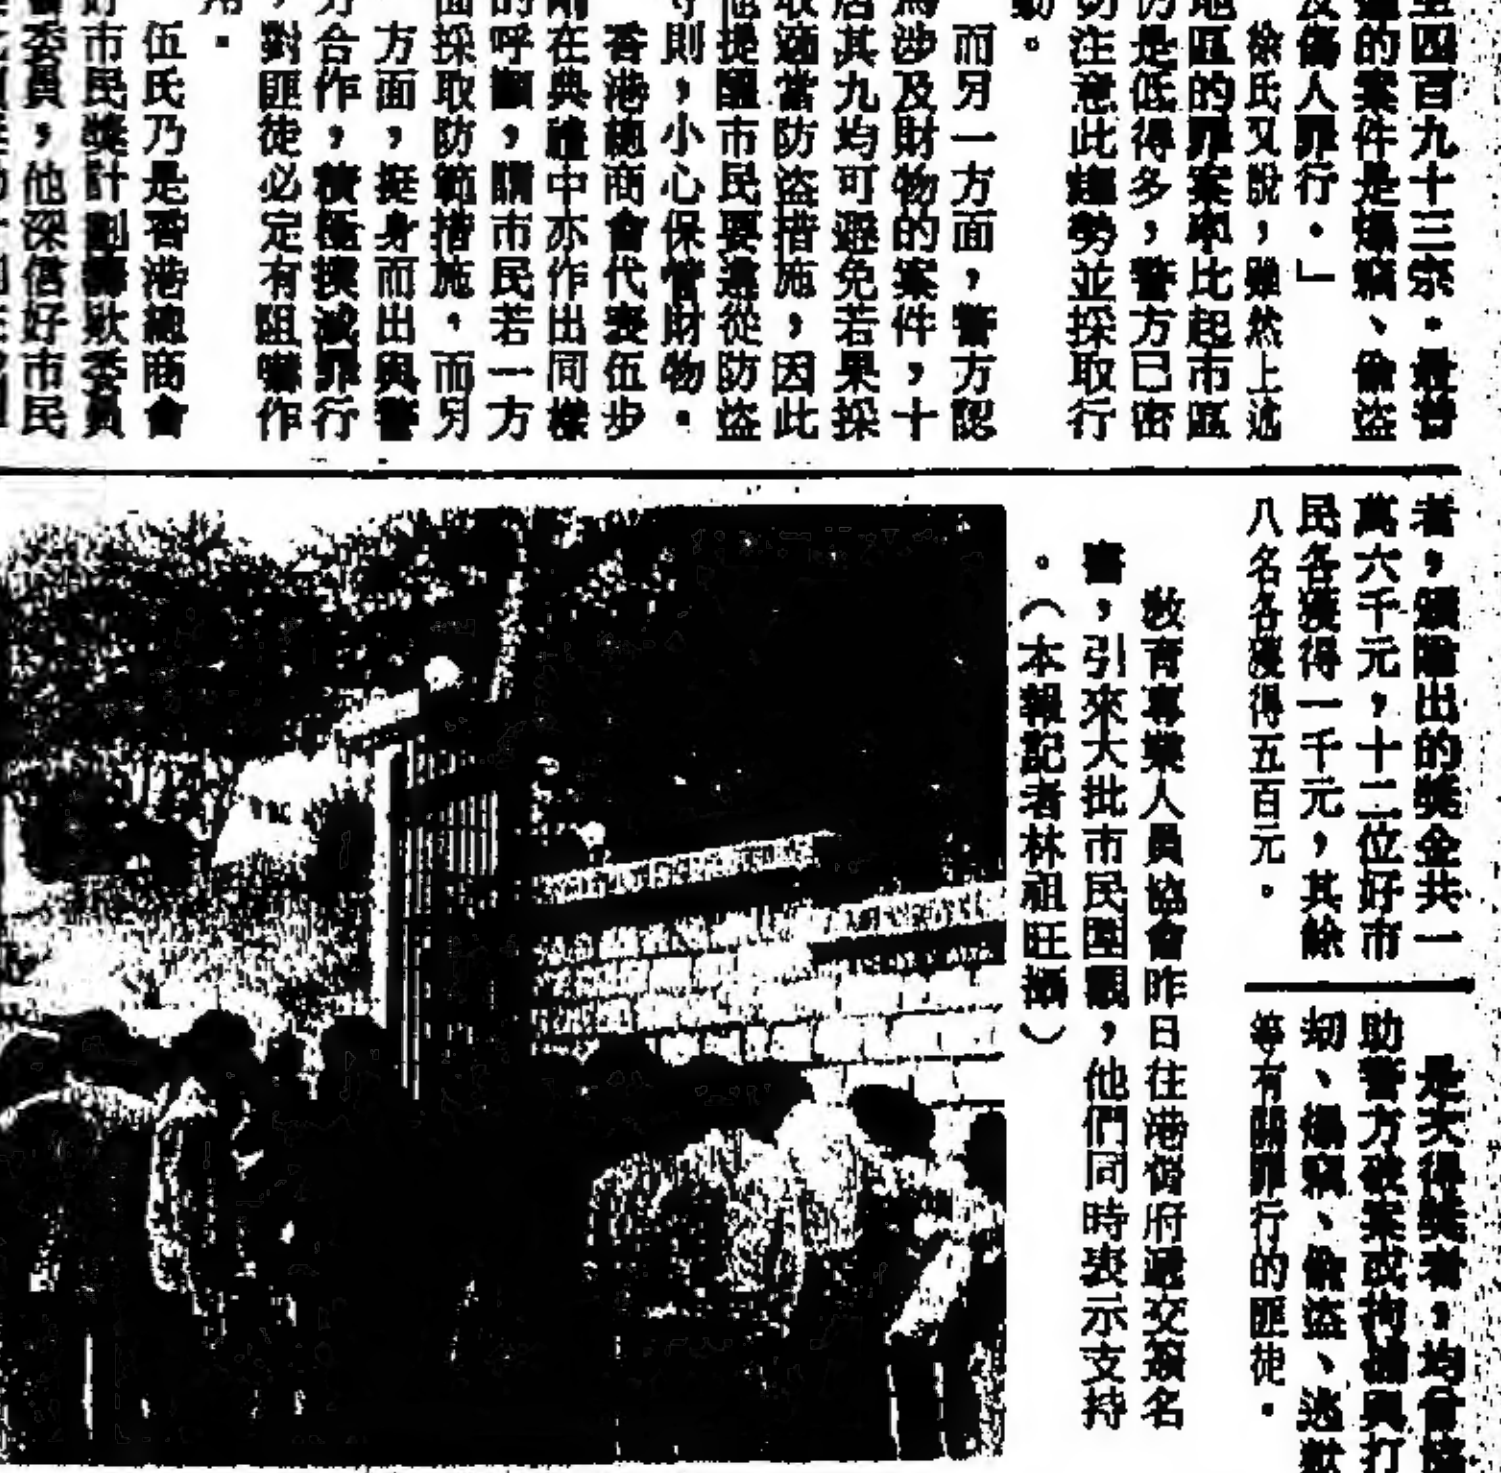 至四百九十三宗・最普
遍的案件是爆竊、偷盜
及傷人罪行・」
徐氏又說，雖然上述
地區的罪案率比起市區
仍是低得多，警方已密
切注意此趨勢並採取行
動。
而另一方面，警方認
為涉及財物的案件，十
居其九均可避免若果採
取適當防盜措施，因此
他提醒市民要遵從防盜
守則，小心保管財物・
香港總商會代表伍步
剛在典禮中亦作出同樣
的呼籲，謂市民若一方
面採取防範措施・而另
方面，挺身而出與警
方合作，積極撲滅罪行
，對匪徒必定有阻嚇作
用・
伍氏乃是香港總商會
好市民獎計劃籌款委員
會委員，他深信好市民
者，頒發出的獎金共一
萬六千元，十二位好市
民各獲得一千元，其餘
八名各獲得五百元・
是次得獎者，均曾協
助警方破案或拘捕與打
刧、爆竊、偷盜、逃獄
等有關罪行的匪徒・
教育專業人員協會昨日往港督府遞交簽名
書，引來大批市民圍觀，他們同時表示支持
。（本報記者林祖旺攝）